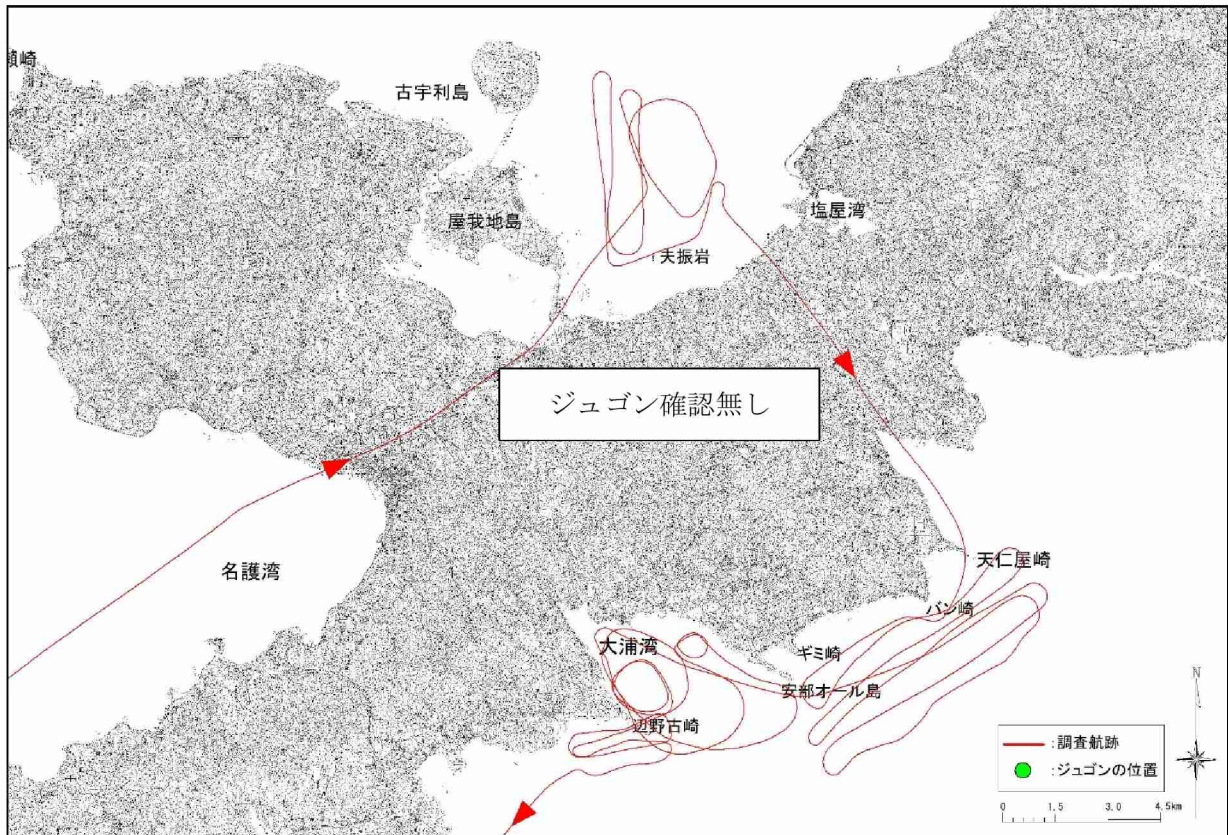 古宇利島
屋我地島
塩屋湾
夫振岩
ジュゴン確認無し
名護湾
天仁屋崎
バン崎
大浦湾
ギミ崎
安部オール島
辺野古崎
N
:調査航跡
:ジュゴンの位置
0 1.5 3.0 4.5km